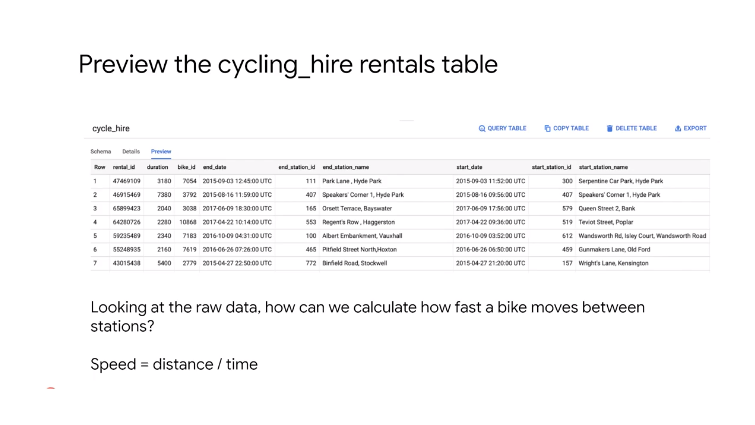 Preview the cycling_hire rentals table
cycle_hire QUERY TABLE COPY TABLE DELETE TABLE EXPORT
Schema Details Preview
Row rental_id duration bike_id end_date end_station_id end_station_name start_date start_station_id start_station_name
1 47469109 3180 7054 2015-09-03 12:45:00 UTC 111 Park Lane , Hyde Park 2015-09-03 11:52:00 UTC 300 Serpentine Car Park, Hyde Park
2 46915469 7380 3792 2015-08-16 11:59:00 UTC 407 Speakers' Corner 1, Hyde Park 2015-08-16 09:56:00 UTC 407 Speakers' Corner 1, Hyde Park
3 65899423 2040 3038 2017-06-09 18:30:00 UTC 165 Orsett Terrace, Bayswater 2017-06-09 17:56:00 UTC 579 Queen Street 2, Bank
4 64280726 2280 10868 2017-04-22 10:14:00 UTC 553 Regent's Row , Haggerston 2017-04-22 09:36:00 UTC 519 Teviot Street, Poplar
5 59235489 2340 7183 2016-10-09 04:31:00 UTC 100 Albert Embankment, Vauxhall 2016-10-09 03:52:00 UTC 612 Wandsworth Rd, Isley Court, Wandsworth Road
6 55248935 2160 7619 2016-06-26 07:26:00 UTC 465 Pitfield Street North,Hoxton 2016-06-26 06:50:00 UTC 459 Gunmakers Lane, Old Ford
7 43015438 5400 2779 2015-04-27 22:50:00 UTC 772 Binfield Road, Stockwell 2015-04-27 21:20:00 UTC 157 Wright's Lane, Kensington
Looking at the raw data, how can we calculate how fast a bike moves between
stations?
Speed = distance / time